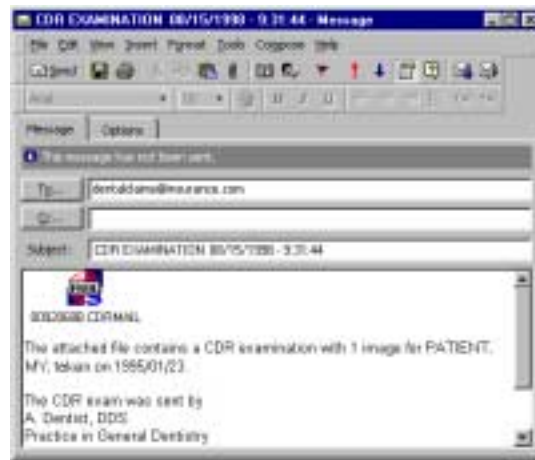 CDR EXAMINATION 08/15/1998 - 9:31:44 - Message
File Edit View Insert Format Tools Compose Help
Send
Arial
Message Options
This message has not been sent.
To...
dentalclaims@insurance.com
Cc...
Subject: CDR EXAMINATION 08/15/1998 - 9:31:44
CDRMAIL
The attached file contains a CDR examination with 1 image for PATIENT,
MY, taken on 1995/01/23.
The CDR exam was sent by
A. Dentist, DDS
Practice in General Dentistry